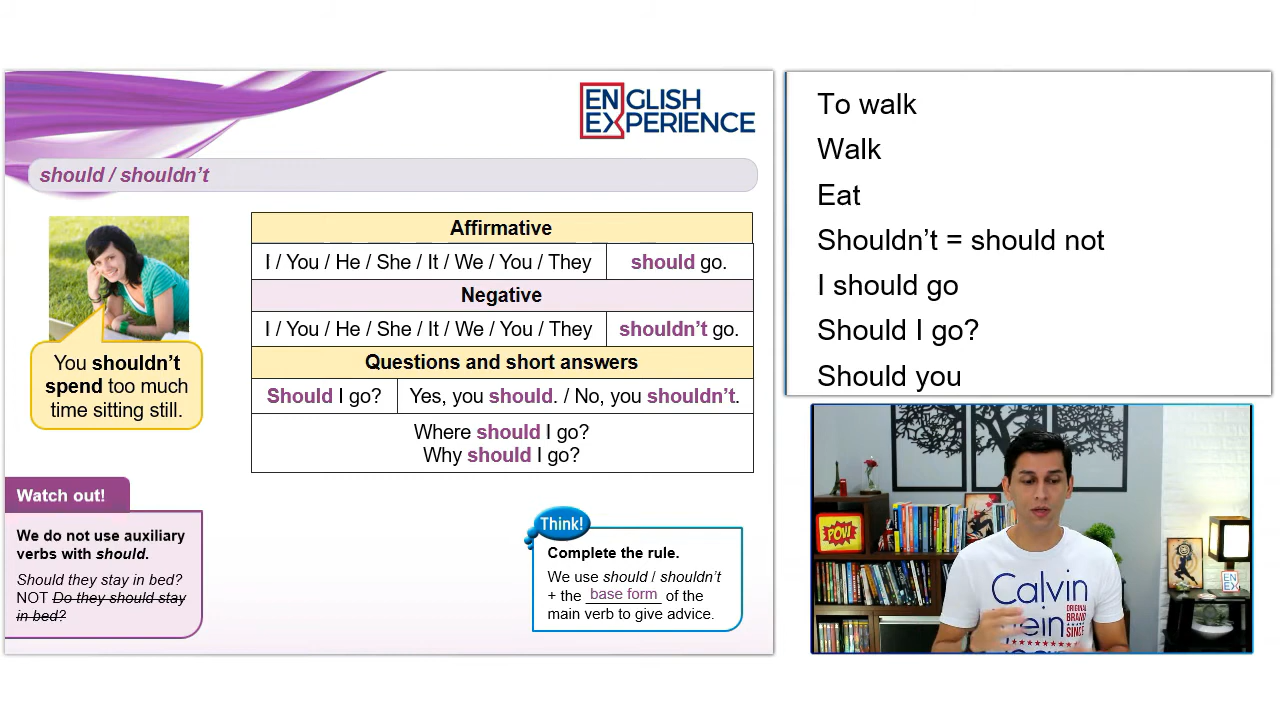 ENGLISH
EXPERIENCE
should / shouldn't
Affirmative
I / You / He / She / It / We / You / They should go.
Negative
I / You / He / She / It / We / You / They shouldn't go.
Questions and short answers
Should I go? Yes, you should. / No, you shouldn't.
Where should I go?
Why should I go?
You shouldn't
spend too much
time sitting still.
Watch out!
We do not use auxiliary
verbs with should.
Should they stay in bed?
NOT Do they should stay
in bed?
Think!
Complete the rule.
We use should / shouldn't
+ the base form of the
main verb to give advice.
To walk
Walk
Eat
Shouldn't = should not
I should go
Should I go?
Should you
POW
Calvin
ORIGINAL
BRAND
SINCE
EN
EX